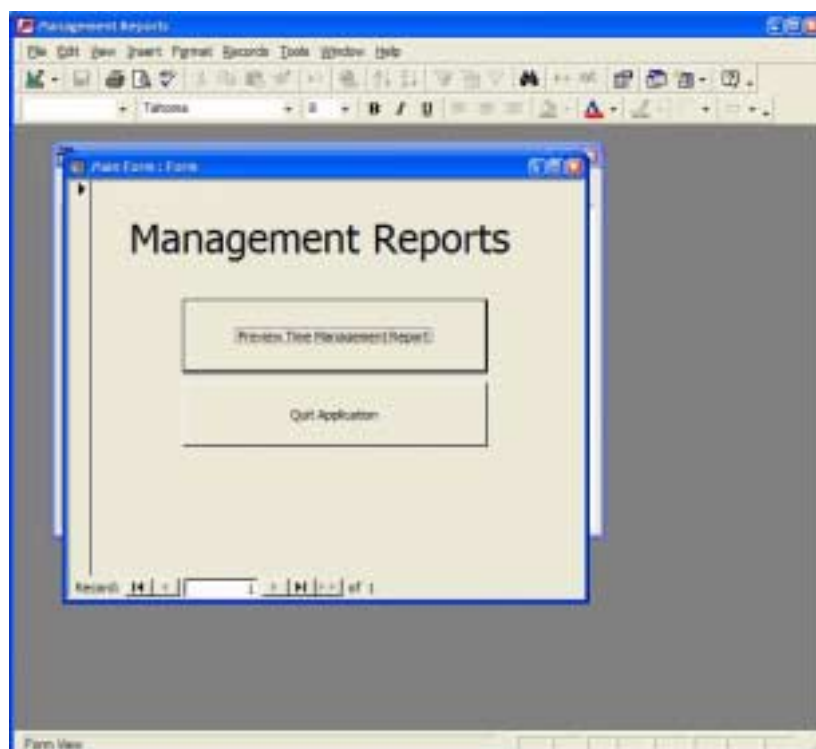 Management Reports
File Edit View Insert Format Records Tools Window Help
Tahoma 8 B I U A
Main Form : Form
Management Reports
Preview Time Management Report
Quit Application
Record: 1 of 1
Form View